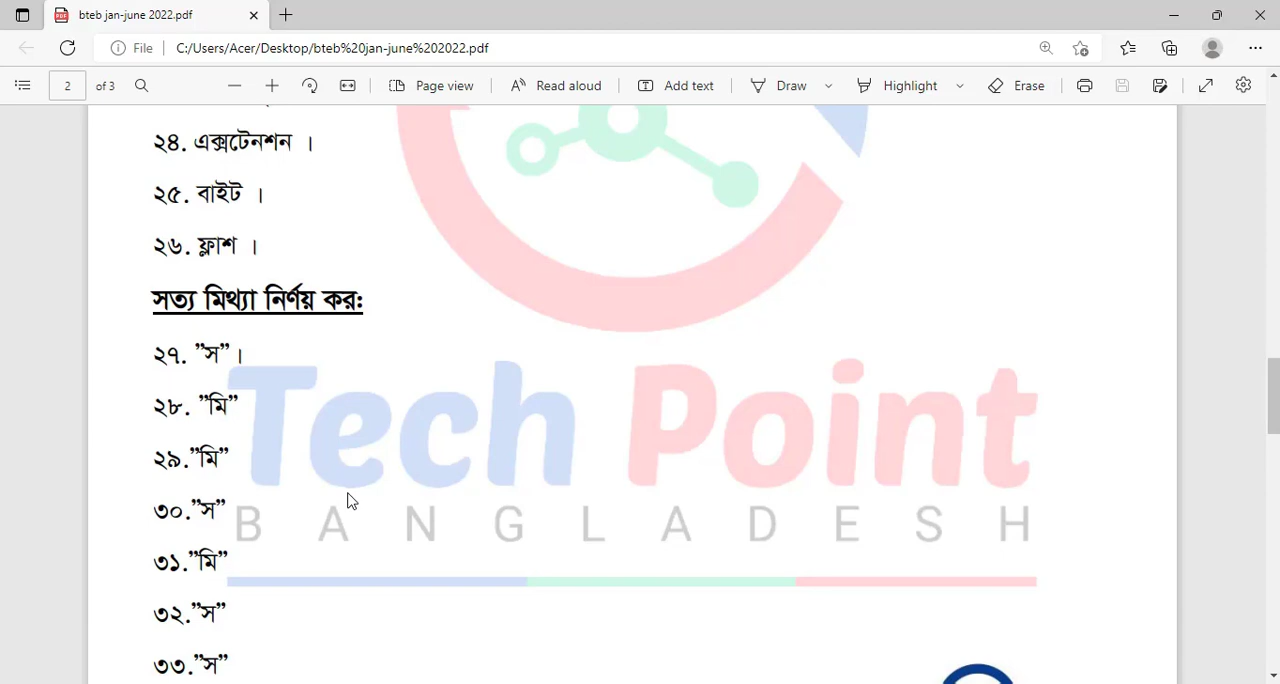 bteb jan-june 2022.pdf
File C:/Users/Acer/Desktop/bteb%20jan-june%202022.pdf
2 of 3 Page view Read aloud Add text Draw Highlight Erase
২৪. এক্সটেনশন ।
২৫. বাইট ।
২৬. ফ্লাশ ।
সত্য মিথ্যা নির্ণয় কর:
২৭. ”স” ।
২৮. ”মি”
২৯.”মি”
৩০.”স”
৩১.”মি”
৩২.”স”
৩৩.”স”
Tech Point
BANGLADESH